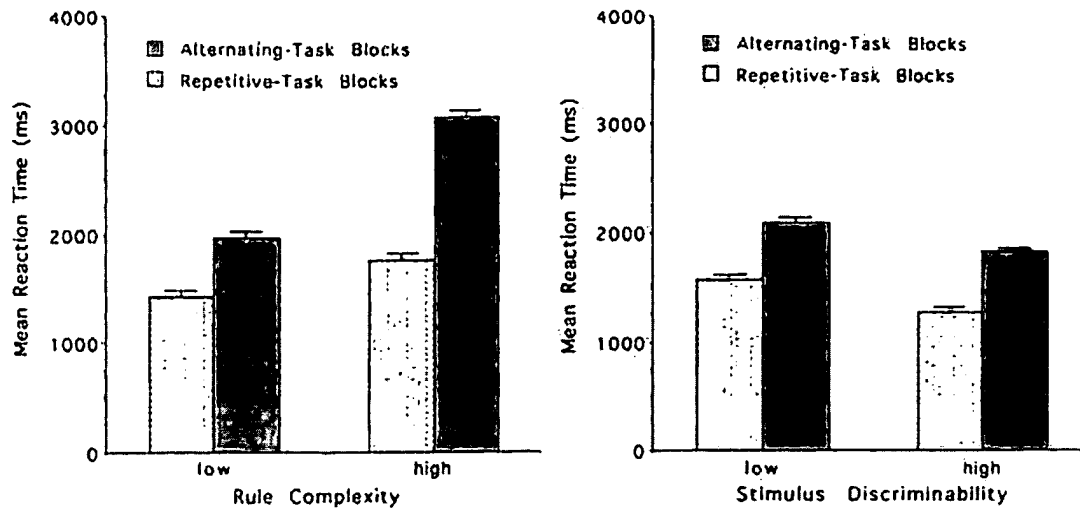 4000
3000
2000
1000
0
Mean Reaction Time (ms)
Alternating-Task Blocks
Repetitive-Task Blocks
low
high
Rule Complexity
4000
3000
2000
1000
0
Mean Reaction Time (ms)
Alternating-Task Blocks
Repetitive-Task Blocks
low
high
Stimulus Discriminability